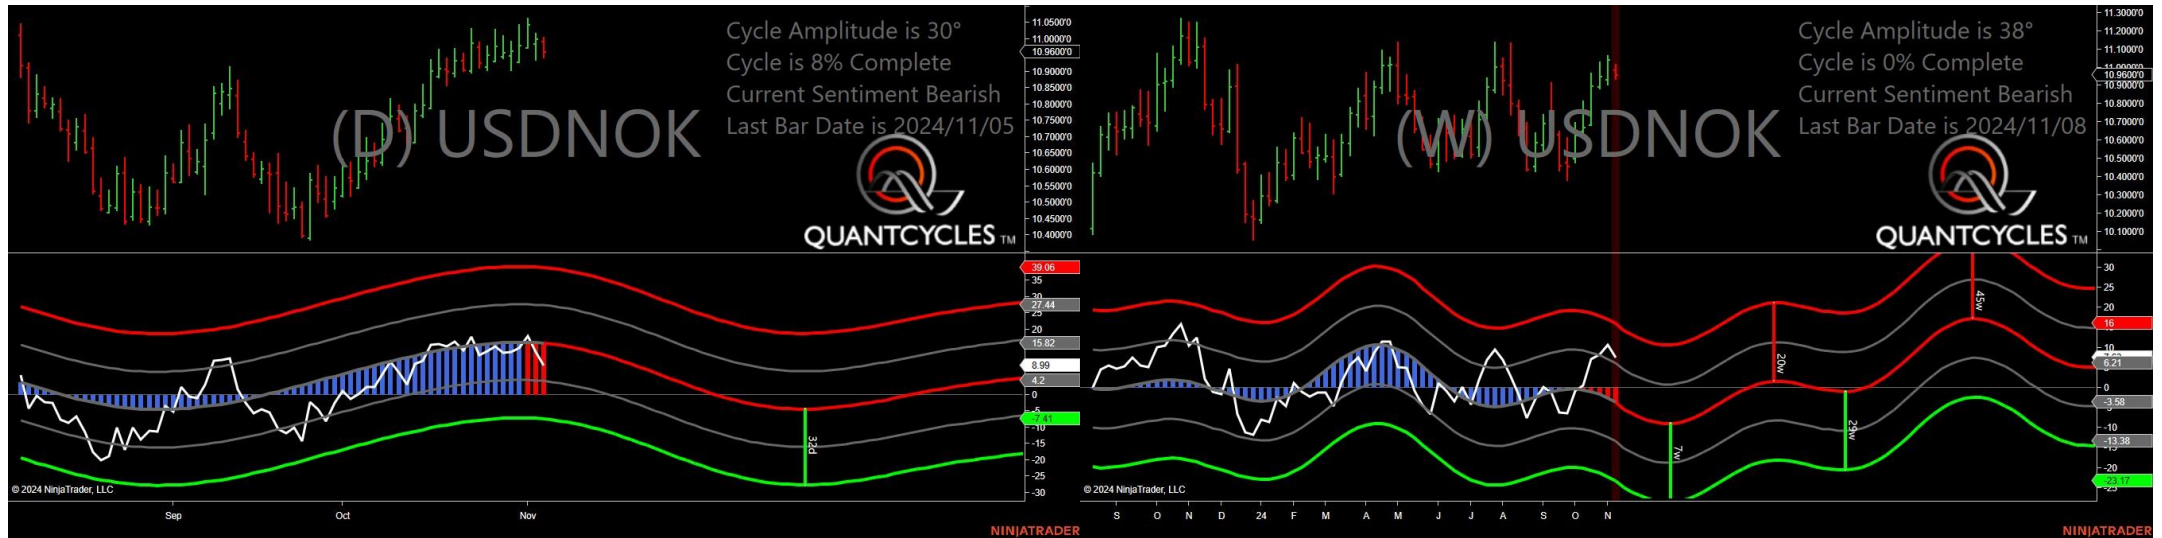 Cycle Amplitude is 30°
Cycle is 8% Complete
Current Sentiment Bearish
Last Bar Date is 2024/11/05
(D) USDNOK
QUANTCYCLES TM
11.0500'0
11.0000'0
10.9600'0
10.9000'0
10.8500'0
10.8000'0
10.7500'0
10.7000'0
10.6500'0
10.6000'0
10.5500'0
10.5000'0
10.4500'0
10.4000'0
39.06
35
30
27.44
25
20
15.82
8.99
4.2
0
-5
-7.41
-10
-15
-20
-25
-30
32d
© 2024 NinjaTrader, LLC
Sep
Oct
Nov
NINJATRADER
Cycle Amplitude is 38°
Cycle is 0% Complete
Current Sentiment Bearish
Last Bar Date is 2024/11/08
(W) USDNOK
QUANTCYCLES TM
11.3000'0
11.2000'0
11.1000'0
11.0000'0
10.9600'0
10.9000'0
10.8000'0
10.7000'0
10.6000'0
10.5000'0
10.4000'0
10.3000'0
10.2000'0
10.1000'0
30
25
20
16
6.21
0
-3.58
-10
-13.38
-20
-23.17
7w
20w
29w
45w
© 2024 NinjaTrader, LLC
S O N D 24 F M A M J J A S O N
NINJATRADER